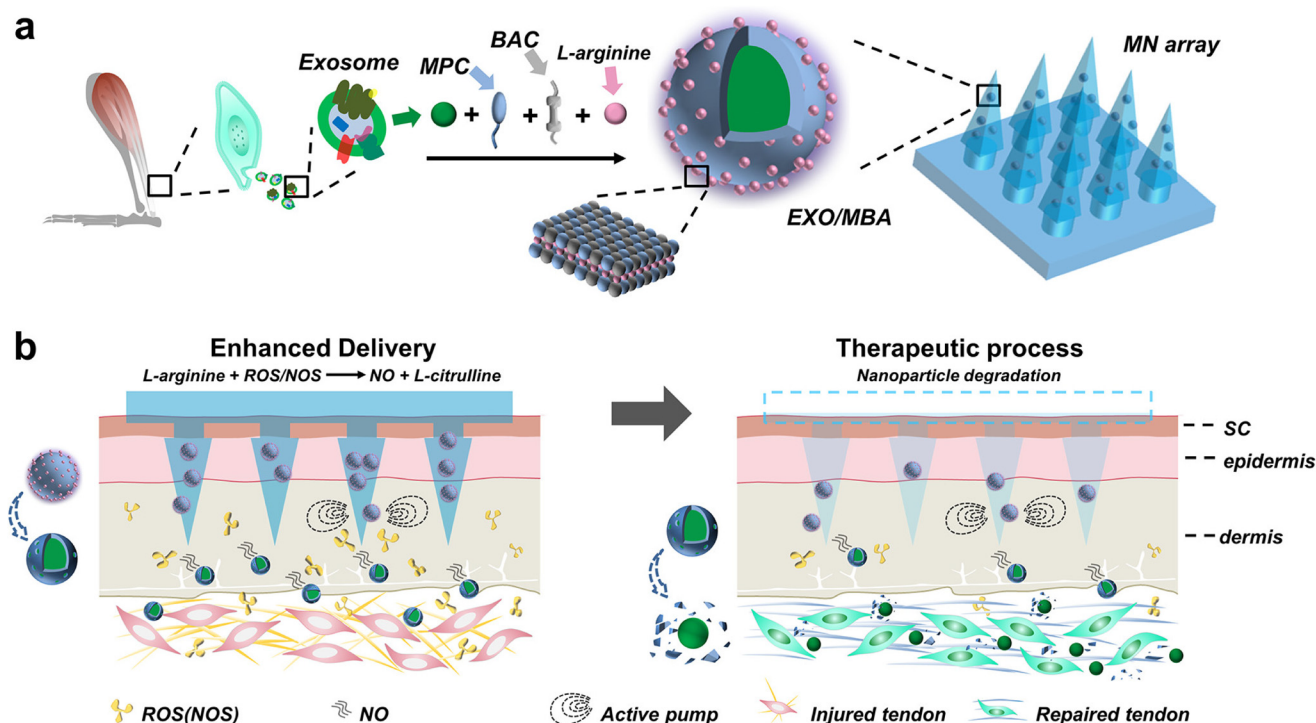 a
Exosome
MPC
BAC
L-arginine
+
+
+
EXO/MBA
MN array
b
Enhanced Delivery
L-arginine + ROS/NOS ⟶ NO + L-citrulline
Therapeutic process
Nanoparticle degradation
SC
epidermis
dermis
ROS(NOS)
NO
Active pump
Injured tendon
Repaired tendon